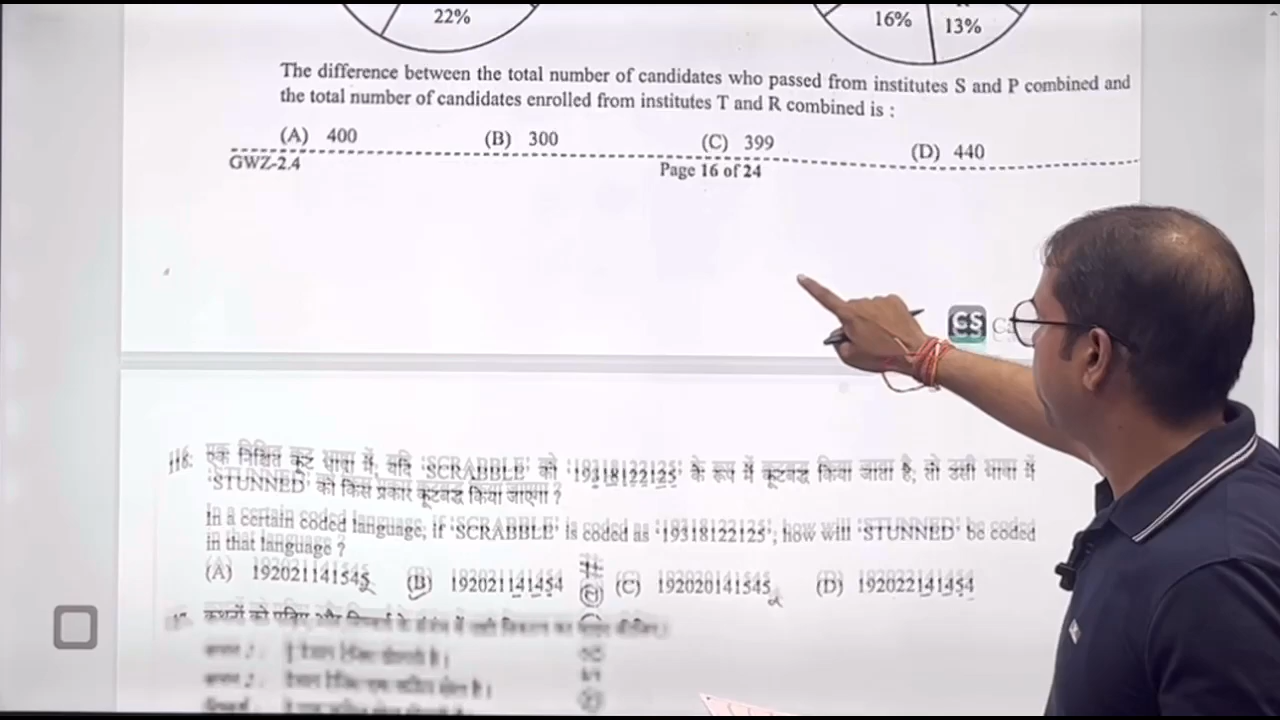 22%
16%
13%
The difference between the total number of candidates who passed from institutes S and P combined and
the total number of candidates enrolled from institutes T and R combined is :
(A) 400 (B) 300 (C) 399 (D) 440
GWZ-2.4 Page 16 of 24
CS
116. एक निश्चित कूट भाषा में, यदि 'SCRABBLE' को '19318122125' के रूप में कूटबद्ध किया जाता है, तो उसी भाषा में
'STUNNED' को किस प्रकार कूटबद्ध किया जाएगा ?
In a certain coded language, if 'SCRABBLE' is coded as '19318122125', how will 'STUNNED' be coded
in that language ?
(A) 192021141545 (B) 192021141454 (C) 192020141545 (D) 192022141454